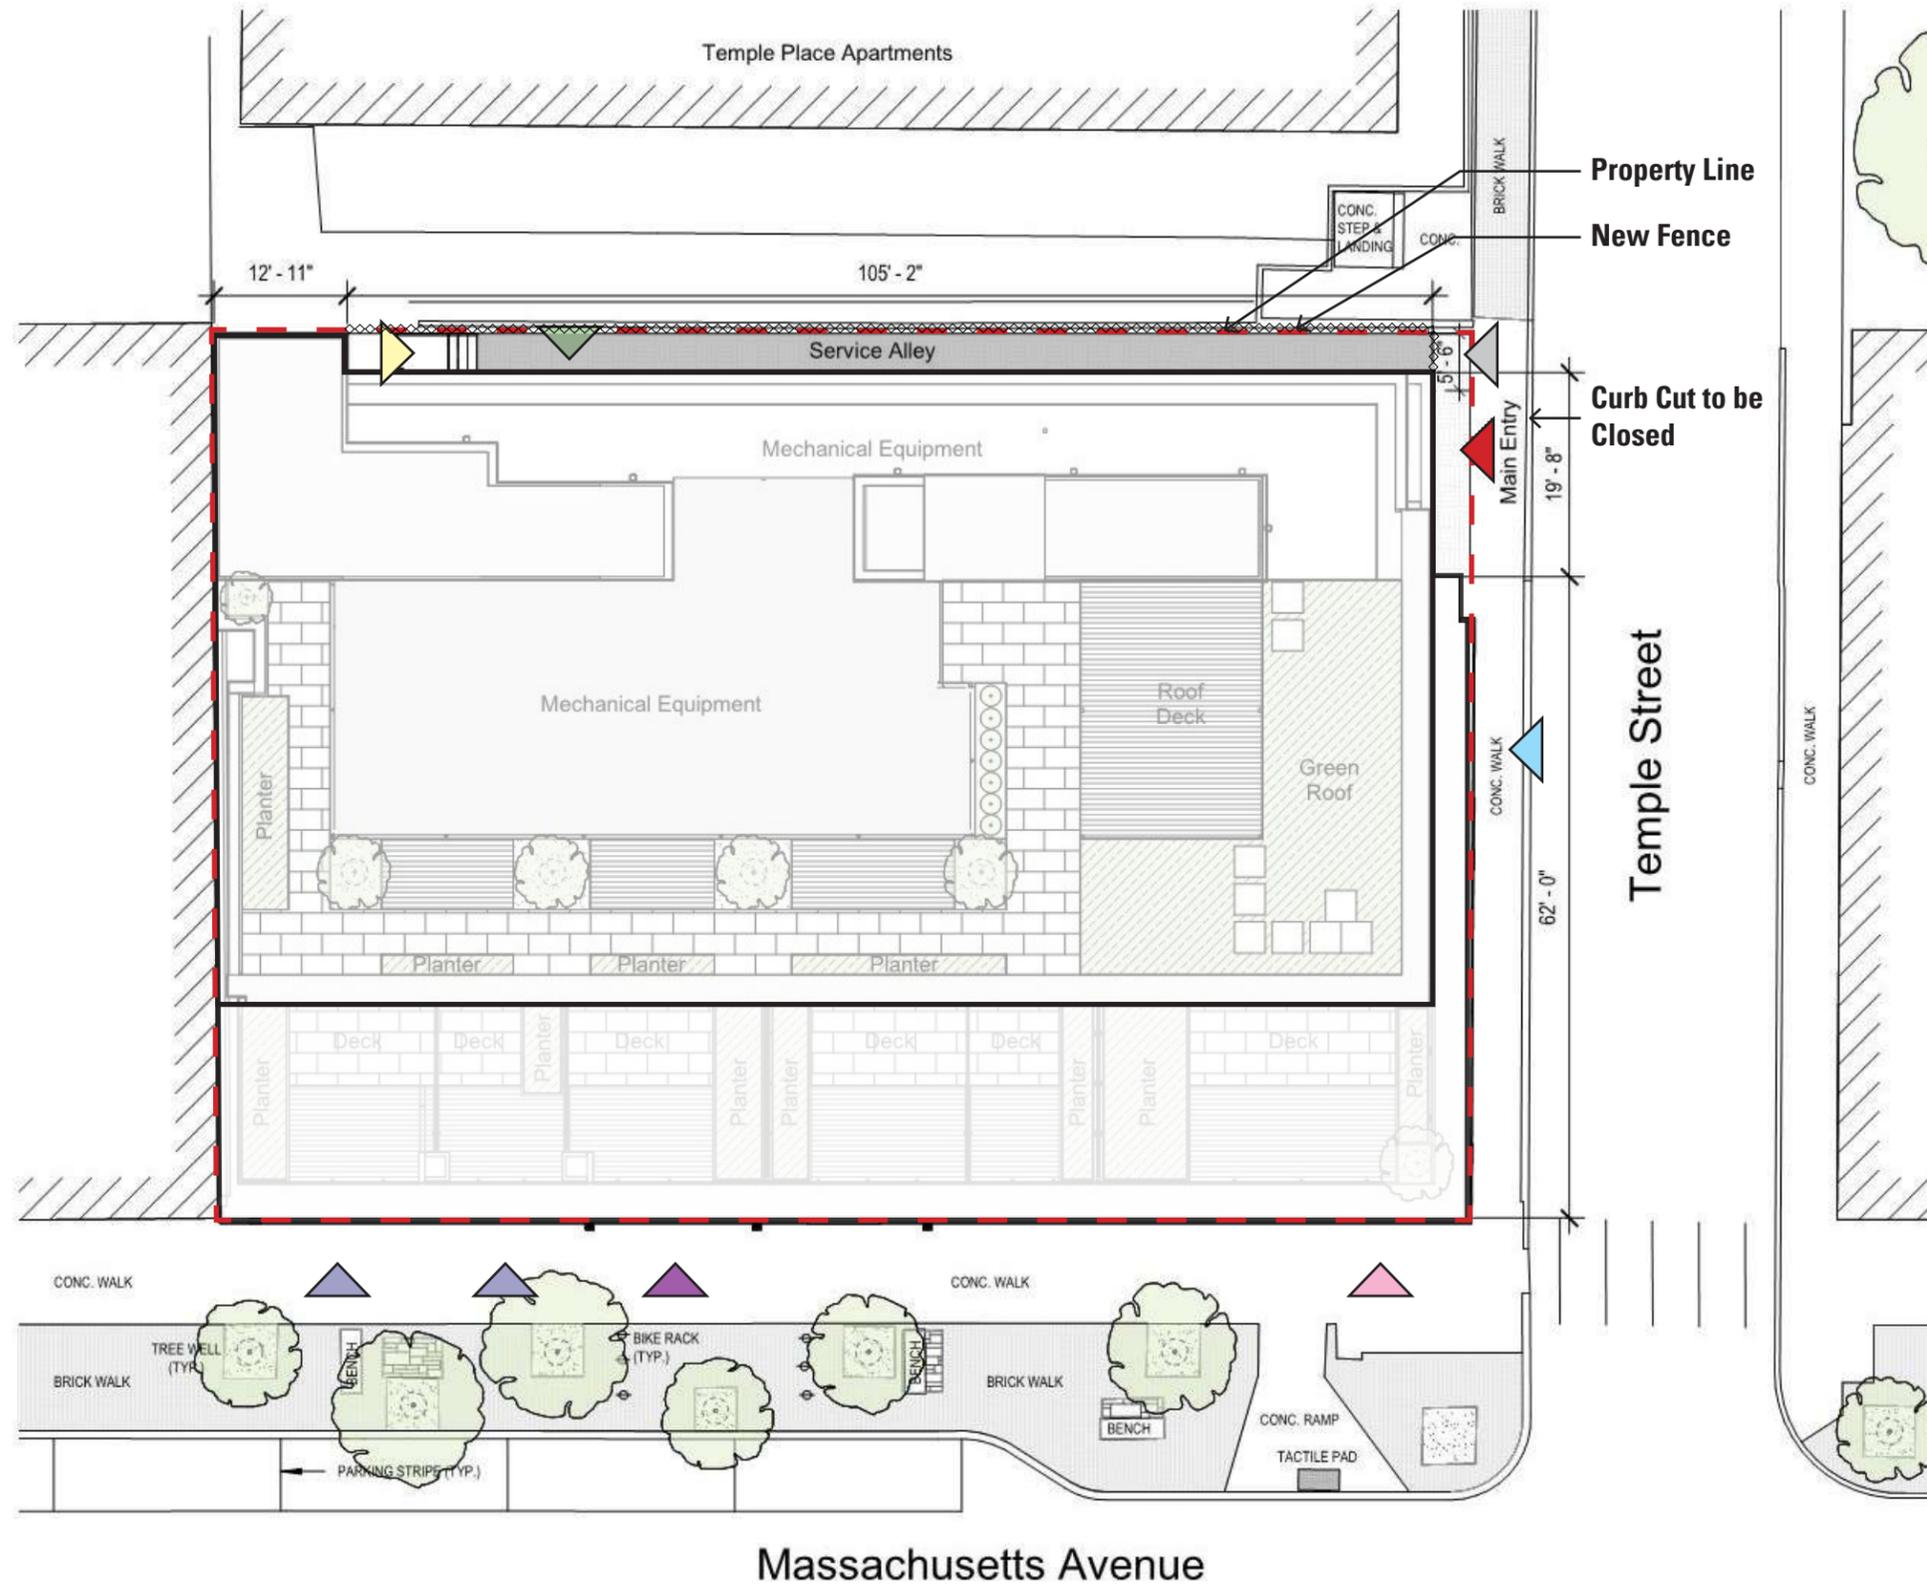 Temple Place Apartments
BRICK WALK
Property Line
CONC.
STEP &
LANDING
CONC.
New Fence
12' - 11"
105' - 2"
Service Alley
5' - 6"
Curb Cut to be
Closed
Main Entry
19' - 8"
Mechanical Equipment
Mechanical Equipment
Roof
Deck
Green
Roof
Planter
CONC. WALK
Temple Street
CONC. WALK
62' - 0"
Planter
Planter
Planter
Deck
Deck
Deck
Deck
Deck
Deck
Planter
Planter
Planter
Planter
Planter
Planter
Planter
CONC. WALK
CONC. WALK
TREE WELL
(TYP.)
BENCH
BIKE RACK
(TYP.)
BENCH
BRICK WALK
BRICK WALK
BENCH
CONC. RAMP
TACTILE PAD
PARKING STRIPE (TYP.)
Massachusetts Avenue